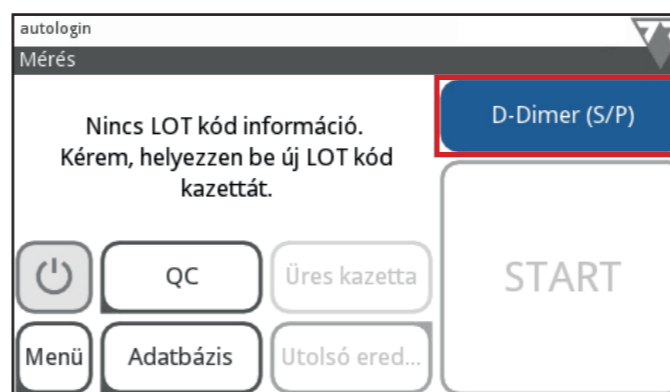 autologin
Mérés
Nincs LOT kód információ.
Kérem, helyezzen be új LOT kód
kazettát.
D-Dimer (S/P)
QC
Üres kazetta
START
Menü
Adatbázis
Utolsó ered...